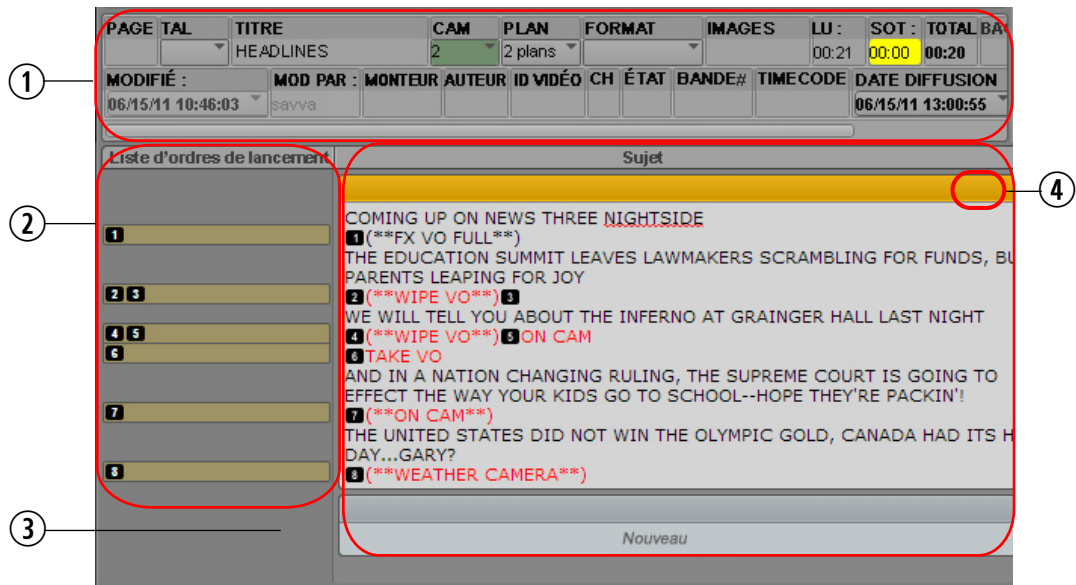 PAGE TAL TITRE CAM PLAN FORMAT IMAGES LU : SOT : TOTAL
HEADLINES 2 2 plans 00:21 00:00 00:20
MODIFIÉ : MOD PAR : MONTEUR AUTEUR ID VIDÉO CH ÉTAT BANDE# TIMECODE DATE DIFFUSION
06/15/11 10:46:03 savva 06/15/11 13:00:55
1
Liste d'ordres de lancement Sujet
4
2
COMING UP ON NEWS THREE NIGHTSIDE
1 1(**FX VO FULL**)
THE EDUCATION SUMMIT LEAVES LAWMAKERS SCRAMBLING FOR FUNDS, BU
PARENTS LEAPING FOR JOY
2 3 2(**WIPE VO**)3
WE WILL TELL YOU ABOUT THE INFERNO AT GRAINGER HALL LAST NIGHT
4 5 4(**WIPE VO**)5ON CAM
6 6TAKE VO
AND IN A NATION CHANGING RULING, THE SUPREME COURT IS GOING TO
EFFECT THE WAY YOUR KIDS GO TO SCHOOL--HOPE THEY'RE PACKIN'!
7 7(**ON CAM**)
THE UNITED STATES DID NOT WIN THE OLYMPIC GOLD, CANADA HAD ITS H
DAY...GARY?
8 8(**WEATHER CAMERA**)
3
Nouveau